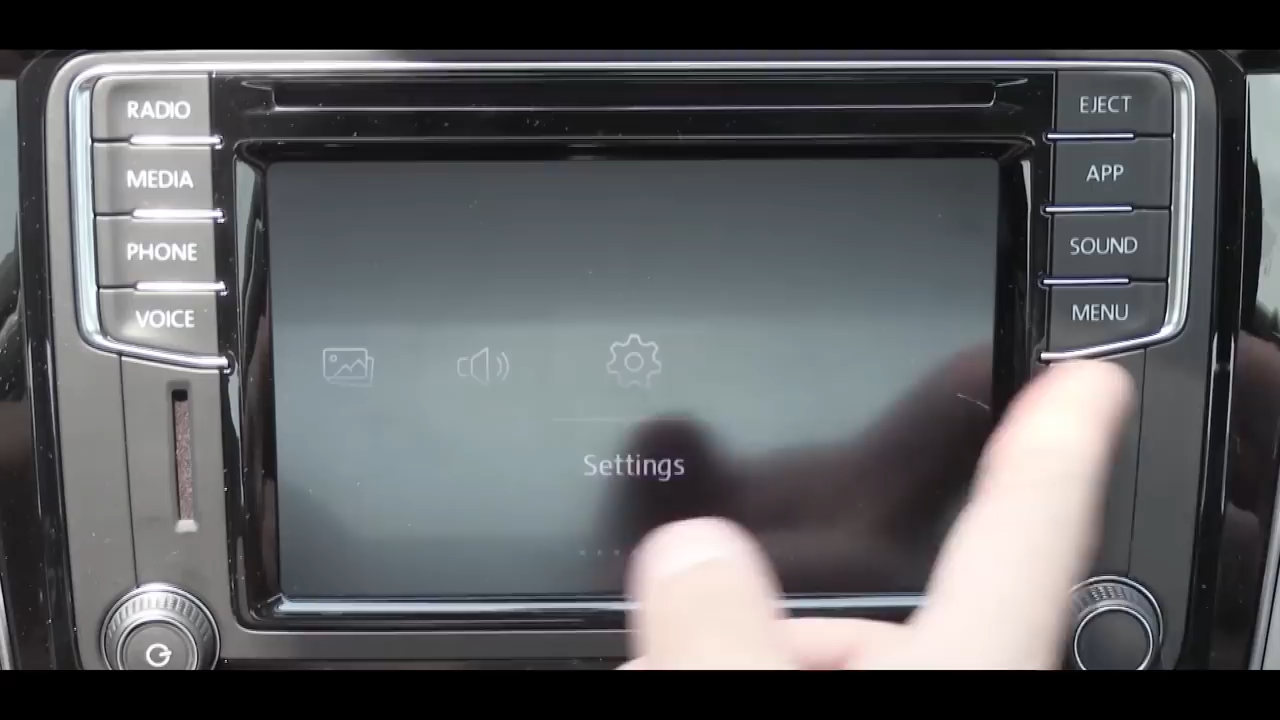 RADIO
MEDIA
PHONE
VOICE
EJECT
APP
SOUND
MENU
Settings